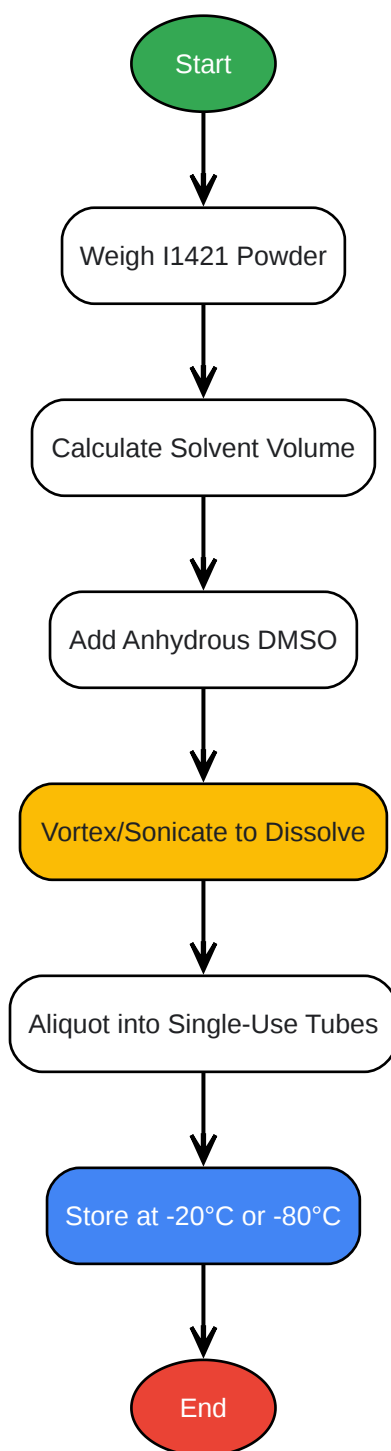 Start
Weigh I1421 Powder
Calculate Solvent Volume
Add Anhydrous DMSO
Vortex/Sonicate to Dissolve
Aliquot into Single-Use Tubes
Store at -20°C or -80°C
End